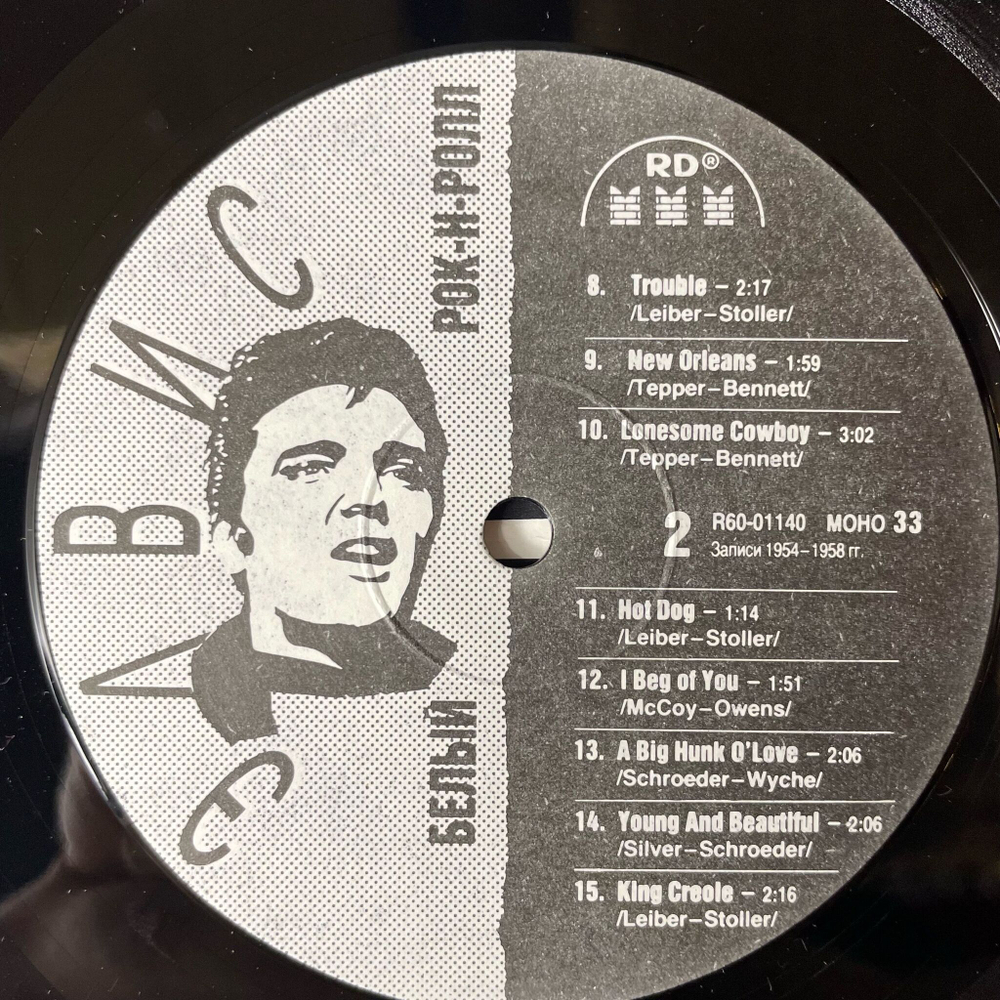 ЭЛВИС
БЕЛЫЙ РОК-Н-РОЛЛ
RD®
8. Trouble – 2:17
/Leiber–Stoller/
9. New Orleans – 1:59
/Tepper–Bennett/
10. Lonesome Cowboy – 3:02
/Tepper–Bennett/
2 R60-01140 МОНО 33
Записи 1954–1958 гг.
11. Hot Dog – 1:14
/Leiber–Stoller/
12. I Beg of You – 1:51
/McCoy–Owens/
13. A Big Hunk O'Love – 2:06
/Schroeder–Wyche/
14. Young And Beautiful – 2:06
/Silver–Schroeder/
15. King Creole – 2:16
/Leiber–Stoller/